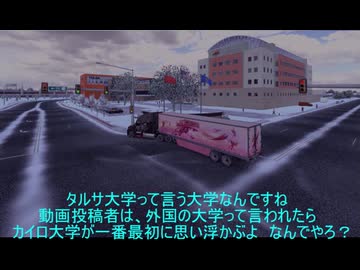 タルサ大学って言う大学なんですね
動画投稿者は、外国の大学って言われたら
カイロ大学が一番最初に思い浮かぶよ なんでやろ？